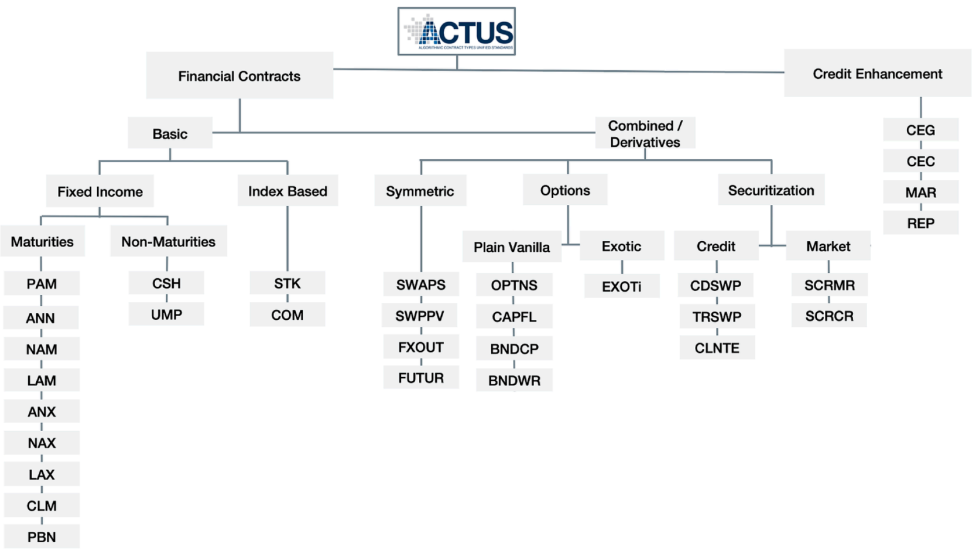 ACTUS
ALGORITHMIC CONTRACT TYPES UNIFIED STANDARDS
Financial Contracts
Credit Enhancement
Basic
Combined /
Derivatives
CEG
CEC
MAR
REP
Fixed Income
Index Based
Symmetric
Options
Securitization
Maturities
Non-Maturities
Plain Vanilla
Exotic
Credit
Market
PAM
ANN
NAM
LAM
ANX
NAX
LAX
CLM
PBN
CSH
UMP
STK
COM
SWAPS
SWPPV
FXOUT
FUTUR
OPTNS
CAPFL
BNDCP
BNDWR
EXOTi
CDSWP
TRSWP
CLNTE
SCRMR
SCRCR